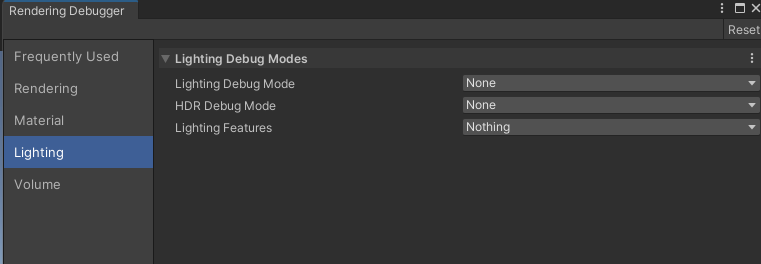 Rendering Debugger
Reset
Frequently Used
Rendering
Material
Lighting
Volume
Lighting Debug Modes
Lighting Debug Mode None
HDR Debug Mode None
Lighting Features Nothing